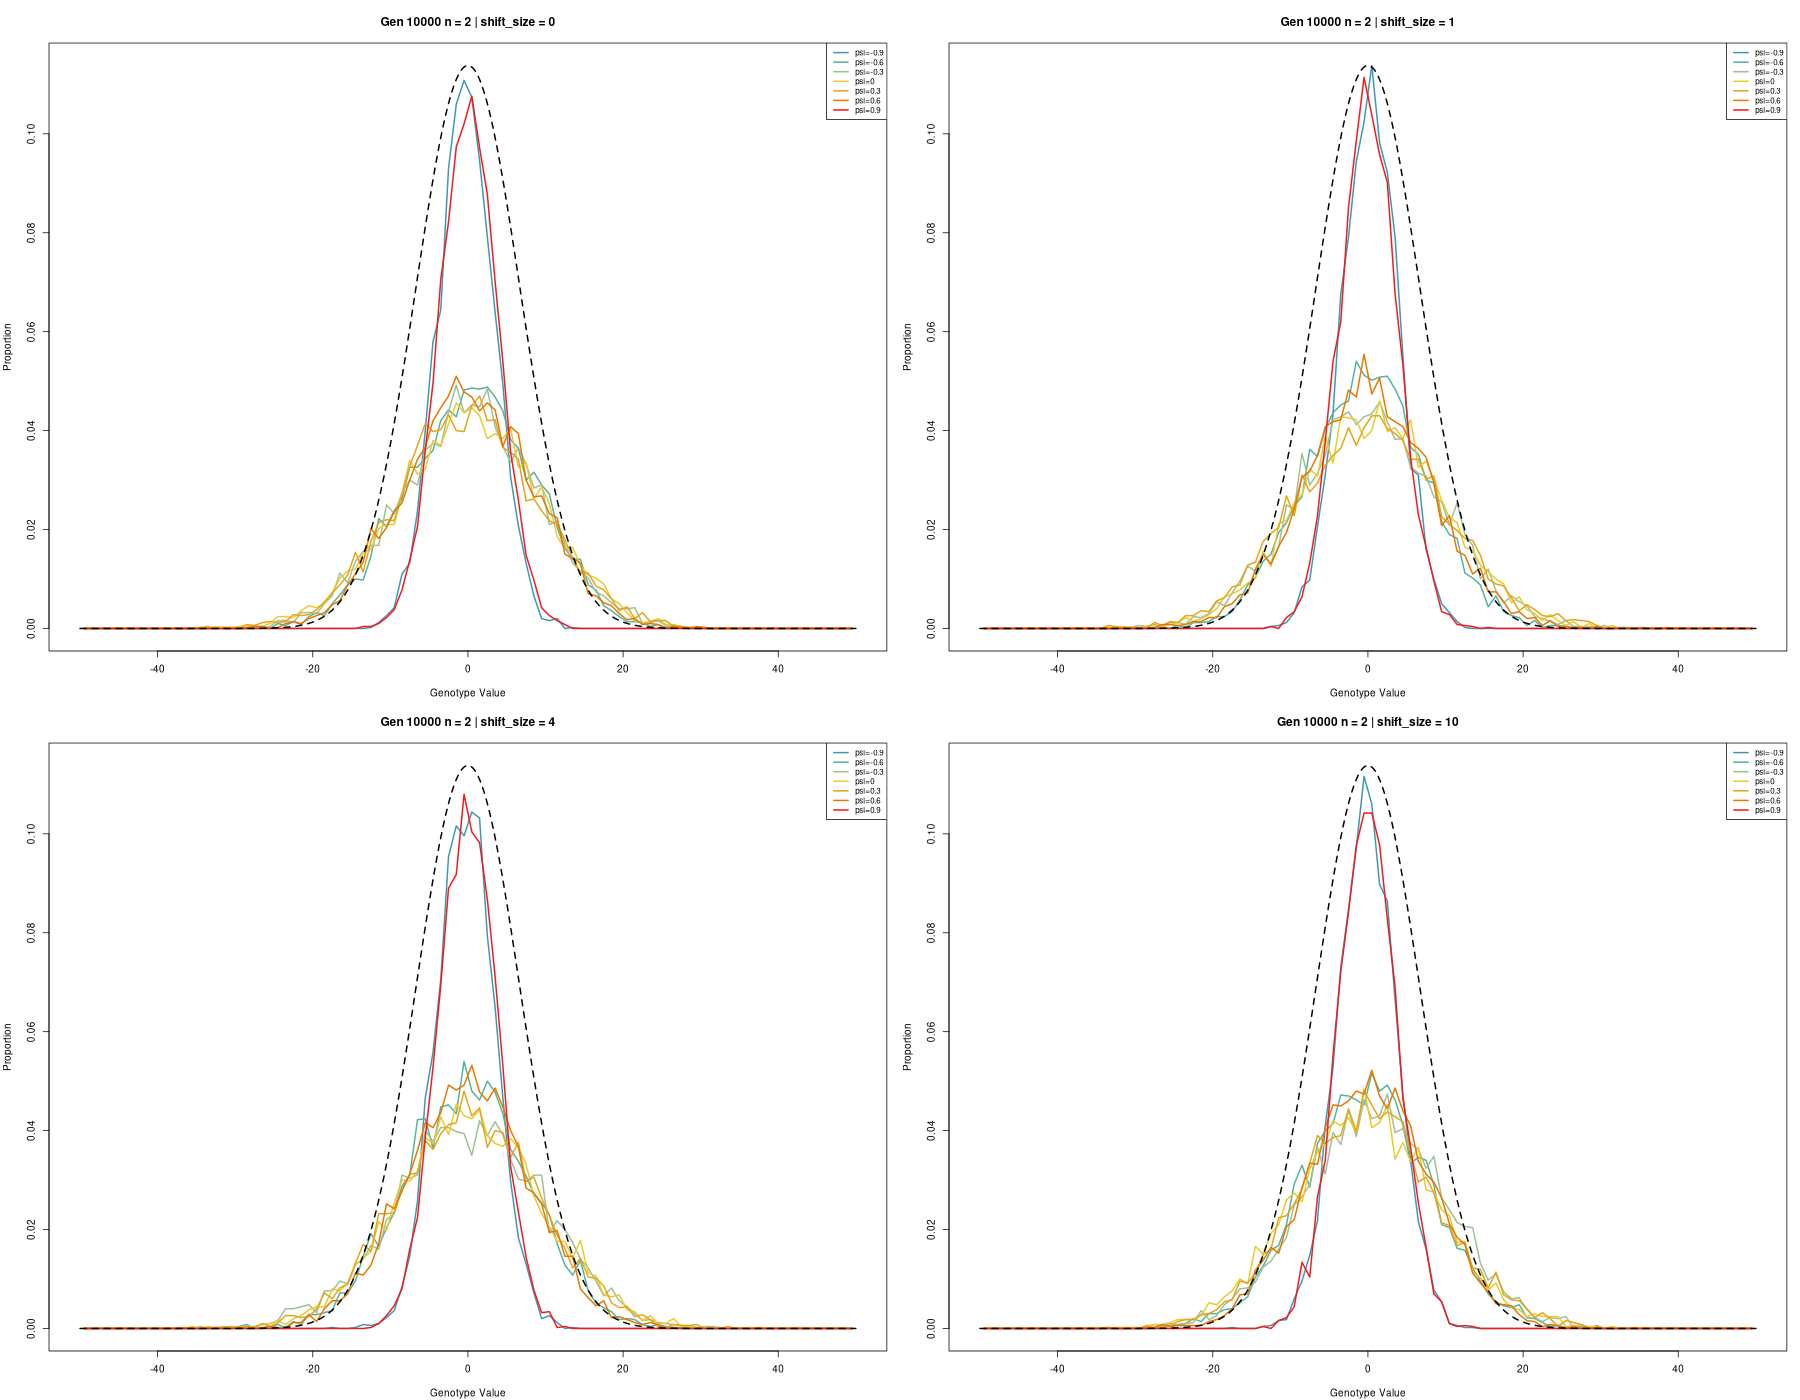 Gen 10000 n = 2 | shift_size = 0
psi=-0.9
psi=-0.6
psi=-0.3
psi=0
psi=0.3
psi=0.6
psi=0.9
Proportion
0.00
0.02
0.04
0.06
0.08
0.10
-40 -20 0 20 40
Genotype Value
Gen 10000 n = 2 | shift_size = 1
psi=-0.9
psi=-0.6
psi=-0.3
psi=0
psi=0.3
psi=0.6
psi=0.9
Proportion
0.00
0.02
0.04
0.06
0.08
0.10
-40 -20 0 20 40
Genotype Value
Gen 10000 n = 2 | shift_size = 4
psi=-0.9
psi=-0.6
psi=-0.3
psi=0
psi=0.3
psi=0.6
psi=0.9
Proportion
0.00
0.02
0.04
0.06
0.08
0.10
-40 -20 0 20 40
Genotype Value
Gen 10000 n = 2 | shift_size = 10
psi=-0.9
psi=-0.6
psi=-0.3
psi=0
psi=0.3
psi=0.6
psi=0.9
Proportion
0.00
0.02
0.04
0.06
0.08
0.10
-40 -20 0 20 40
Genotype Value